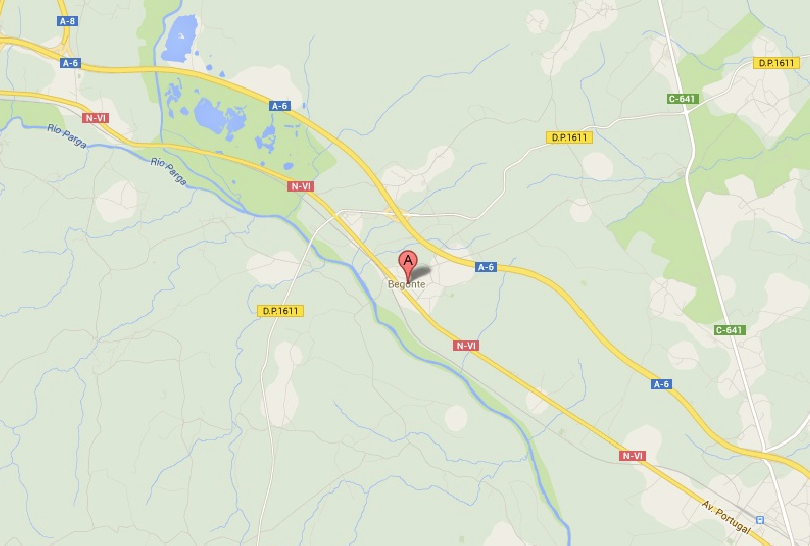 A-8
A-6
D.P.1611
C-641
A-6
N-VI
Río Parga
D.P.1611
Río Parga
N-VI
A
A-6
Begonte
D.P.1611
C-641
N-VI
A-6
N-VI
Av. Portugal